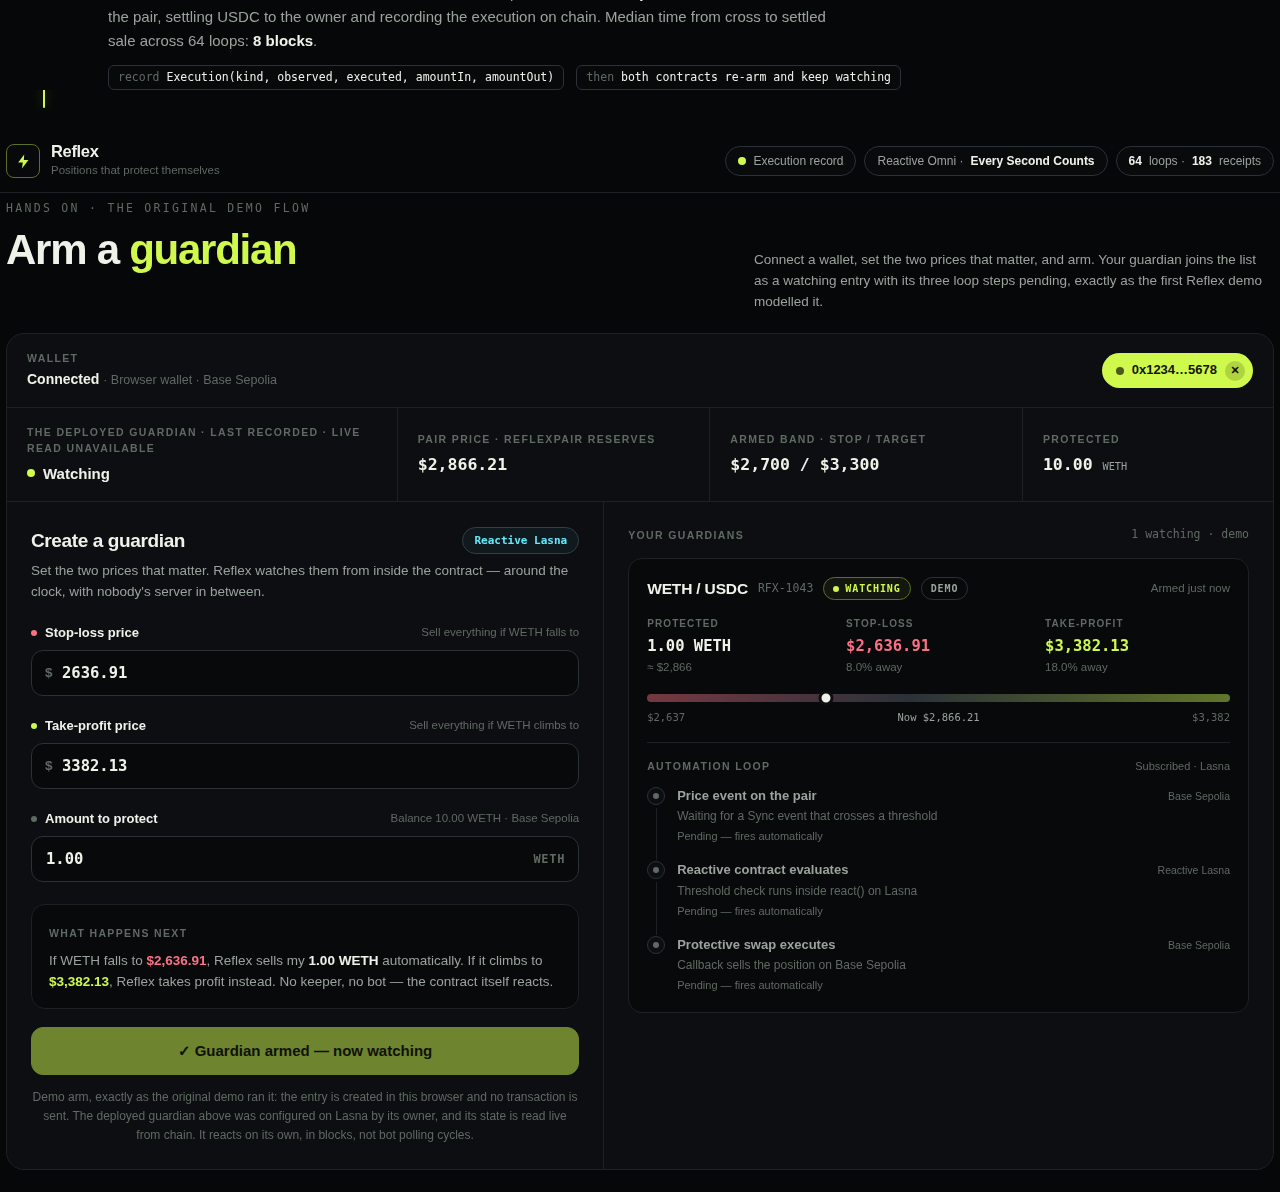 the pair, settling USDC to the owner and recording the execution on chain. Median time from cross to settled
sale across 64 loops: 8 blocks.
record Execution(kind, observed, executed, amountIn, amountOut)
then both contracts re-arm and keep watching
Reflex
Positions that protect themselves
Execution record
Reactive Omni · Every Second Counts
64 loops · 183 receipts
HANDS ON · THE ORIGINAL DEMO FLOW
Arm a guardian
Connect a wallet, set the two prices that matter, and arm. Your guardian joins the list
as a watching entry with its three loop steps pending, exactly as the first Reflex demo
modelled it.
WALLET
Connected · Browser wallet · Base Sepolia
0x1234…5678 ✕
THE DEPLOYED GUARDIAN · LAST RECORDED · LIVE
READ UNAVAILABLE
Watching
PAIR PRICE · REFLEXPAIR RESERVES
$2,866.21
ARMED BAND · STOP / TARGET
$2,700 / $3,300
PROTECTED
10.00 WETH
Create a guardian
Reactive Lasna
Set the two prices that matter. Reflex watches them from inside the contract — around the
clock, with nobody's server in between.
Stop-loss price
Sell everything if WETH falls to
$ 2636.91
Take-profit price
Sell everything if WETH climbs to
$ 3382.13
Amount to protect
Balance 10.00 WETH · Base Sepolia
1.00 WETH
WHAT HAPPENS NEXT
If WETH falls to $2,636.91, Reflex sells my 1.00 WETH automatically. If it climbs to
$3,382.13, Reflex takes profit instead. No keeper, no bot — the contract itself reacts.
✓ Guardian armed — now watching
Demo arm, exactly as the original demo ran it: the entry is created in this browser and no transaction is
sent. The deployed guardian above was configured on Lasna by its owner, and its state is read live
from chain. It reacts on its own, in blocks, not bot polling cycles.
YOUR GUARDIANS
1 watching · demo
WETH / USDC RFX-1043 WATCHING DEMO
Armed just now
PROTECTED
1.00 WETH
≈ $2,866
STOP-LOSS
$2,636.91
8.0% away
TAKE-PROFIT
$3,382.13
18.0% away
$2,637
Now $2,866.21
$3,382
AUTOMATION LOOP
Subscribed · Lasna
Price event on the pair
Base Sepolia
Waiting for a Sync event that crosses a threshold
Pending — fires automatically
Reactive contract evaluates
Reactive Lasna
Threshold check runs inside react() on Lasna
Pending — fires automatically
Protective swap executes
Base Sepolia
Callback sells the position on Base Sepolia
Pending — fires automatically